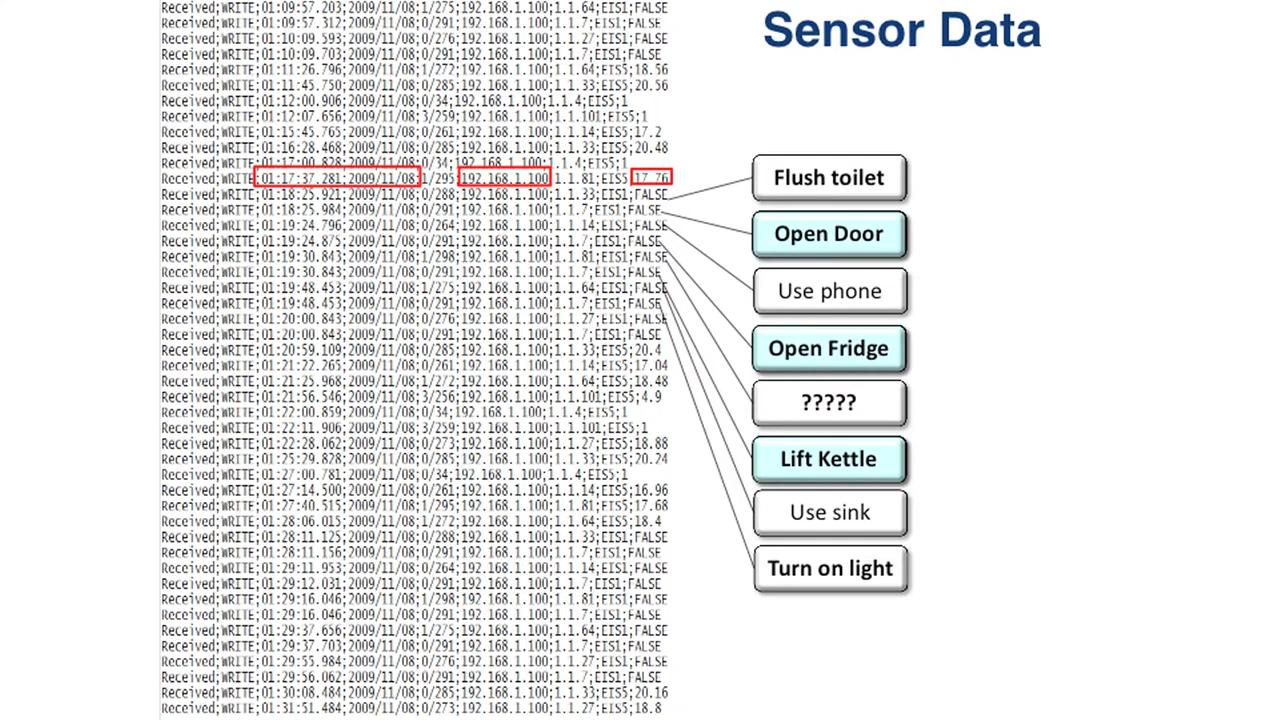 Sensor Data
Received;WRITE;01:09:57.203;2009/11/08;1/275;192.168.1.100;1.1.64;EIS1;FALSE
Received;WRITE;01:09:57.312;2009/11/08;0/291;192.168.1.100;1.1.7;EIS1;FALSE
Received;WRITE;01:10:09.593;2009/11/08;0/276;192.168.1.100;1.1.27;EIS1;FALSE
Received;WRITE;01:10:09.703;2009/11/08;0/291;192.168.1.100;1.1.7;EIS1;FALSE
Received;WRITE;01:11:26.796;2009/11/08;1/272;192.168.1.100;1.1.64;EIS5;18.56
Received;WRITE;01:11:45.750;2009/11/08;0/285;192.168.1.100;1.1.33;EIS5;20.56
Received;WRITE;01:12:00.906;2009/11/08;0/34;192.168.1.100;1.1.4;EIS5;1
Received;WRITE;01:12:07.656;2009/11/08;3/259;192.168.1.100;1.1.101;EIS5;1
Received;WRITE;01:15:45.765;2009/11/08;0/261;192.168.1.100;1.1.14;EIS5;17.2
Received;WRITE;01:16:28.468;2009/11/08;0/285;192.168.1.100;1.1.33;EIS5;20.48
Received;WRITE;01:17:00.828;2009/11/08;0/34;192.168.1.100;1.1.4;EIS5;1
Received;WRITE;01:17:37.281;2009/11/08;1/295;192.168.1.100;1.1.81;EIS5;17.76
Received;WRITE;01:18:25.921;2009/11/08;0/288;192.168.1.100;1.1.33;EIS1;FALSE
Received;WRITE;01:18:25.984;2009/11/08;0/291;192.168.1.100;1.1.7;EIS1;FALSE
Received;WRITE;01:19:24.796;2009/11/08;0/264;192.168.1.100;1.1.14;EIS1;FALSE
Received;WRITE;01:19:24.875;2009/11/08;0/291;192.168.1.100;1.1.7;EIS1;FALSE
Received;WRITE;01:19:30.843;2009/11/08;1/298;192.168.1.100;1.1.81;EIS1;FALSE
Received;WRITE;01:19:30.843;2009/11/08;0/291;192.168.1.100;1.1.7;EIS1;FALSE
Received;WRITE;01:19:48.453;2009/11/08;1/275;192.168.1.100;1.1.64;EIS1;FALSE
Received;WRITE;01:19:48.453;2009/11/08;0/291;192.168.1.100;1.1.7;EIS1;FALSE
Received;WRITE;01:20:00.843;2009/11/08;0/276;192.168.1.100;1.1.27;EIS1;FALSE
Received;WRITE;01:20:00.843;2009/11/08;0/291;192.168.1.100;1.1.7;EIS1;FALSE
Received;WRITE;01:20:59.109;2009/11/08;0/285;192.168.1.100;1.1.33;EIS5;20.4
Received;WRITE;01:21:22.265;2009/11/08;0/261;192.168.1.100;1.1.14;EIS5;17.04
Received;WRITE;01:21:25.968;2009/11/08;1/272;192.168.1.100;1.1.64;EIS5;18.48
Received;WRITE;01:21:56.546;2009/11/08;3/256;192.168.1.100;1.1.101;EIS5;4.9
Received;WRITE;01:22:00.859;2009/11/08;0/34;192.168.1.100;1.1.4;EIS5;1
Received;WRITE;01:22:11.906;2009/11/08;3/259;192.168.1.100;1.1.101;EIS5;1
Received;WRITE;01:22:28.062;2009/11/08;0/273;192.168.1.100;1.1.27;EIS5;18.88
Received;WRITE;01:25:29.828;2009/11/08;0/285;192.168.1.100;1.1.33;EIS5;20.24
Received;WRITE;01:27:00.781;2009/11/08;0/34;192.168.1.100;1.1.4;EIS5;1
Received;WRITE;01:27:14.500;2009/11/08;0/261;192.168.1.100;1.1.14;EIS5;16.96
Received;WRITE;01:27:40.515;2009/11/08;1/295;192.168.1.100;1.1.81;EIS5;17.68
Received;WRITE;01:28:06.015;2009/11/08;1/272;192.168.1.100;1.1.64;EIS5;18.4
Received;WRITE;01:28:11.125;2009/11/08;0/288;192.168.1.100;1.1.33;EIS1;FALSE
Received;WRITE;01:28:11.156;2009/11/08;0/291;192.168.1.100;1.1.7;EIS1;FALSE
Received;WRITE;01:29:11.953;2009/11/08;0/264;192.168.1.100;1.1.14;EIS1;FALSE
Received;WRITE;01:29:12.031;2009/11/08;0/291;192.168.1.100;1.1.7;EIS1;FALSE
Received;WRITE;01:29:16.046;2009/11/08;1/298;192.168.1.100;1.1.81;EIS1;FALSE
Received;WRITE;01:29:16.046;2009/11/08;0/291;192.168.1.100;1.1.7;EIS1;FALSE
Received;WRITE;01:29:37.656;2009/11/08;1/275;192.168.1.100;1.1.64;EIS1;FALSE
Received;WRITE;01:29:37.703;2009/11/08;0/291;192.168.1.100;1.1.7;EIS1;FALSE
Received;WRITE;01:29:55.984;2009/11/08;0/276;192.168.1.100;1.1.27;EIS1;FALSE
Received;WRITE;01:29:56.062;2009/11/08;0/291;192.168.1.100;1.1.7;EIS1;FALSE
Received;WRITE;01:30:08.484;2009/11/08;0/285;192.168.1.100;1.1.33;EIS5;20.16
Received;WRITE;01:31:51.484;2009/11/08;0/273;192.168.1.100;1.1.27;EIS5;18.8
Flush toilet
Open Door
Use phone
Open Fridge
?????
Lift Kettle
Use sink
Turn on light